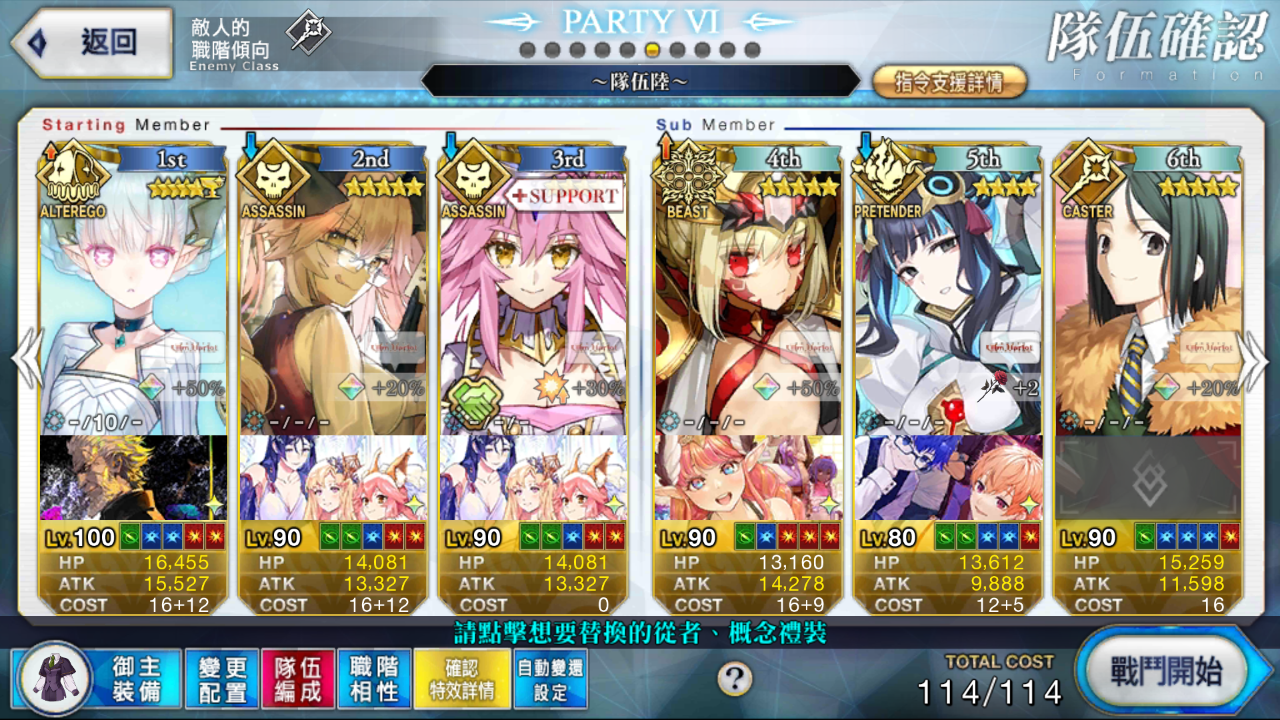 返回
敵人的
職階傾向
Enemy Class
PARTY VI
～隊伍陸～
指令支援詳情
隊伍確認
Formation
Starting Member
Sub Member
1st
2nd
3rd
4th
5th
6th
+SUPPORT
ALTEREGO
ASSASSIN
ASSASSIN
BEAST
PRETENDER
CASTER
+50%
+20%
+30%
+50%
+2
+20%
-/10/-
-/-/-
-/-/-
-/-/-
-/-/-
-/-/-
Lv.100
Lv.90
Lv.90
Lv.90
Lv.80
Lv.90
HP 16,455
HP 14,081
HP 14,081
HP 13,160
HP 13,612
HP 15,259
ATK 15,527
ATK 13,327
ATK 13,327
ATK 14,278
ATK 9,888
ATK 11,598
COST 16+12
COST 16+12
COST 0
COST 16+9
COST 12+5
COST 16
請點擊想要替換的從者、概念禮裝
御主
裝備
變更
配置
隊伍
編成
職階
相性
確認
特效詳情
自動變還
設定
?
TOTAL COST
114/114
戰鬥開始